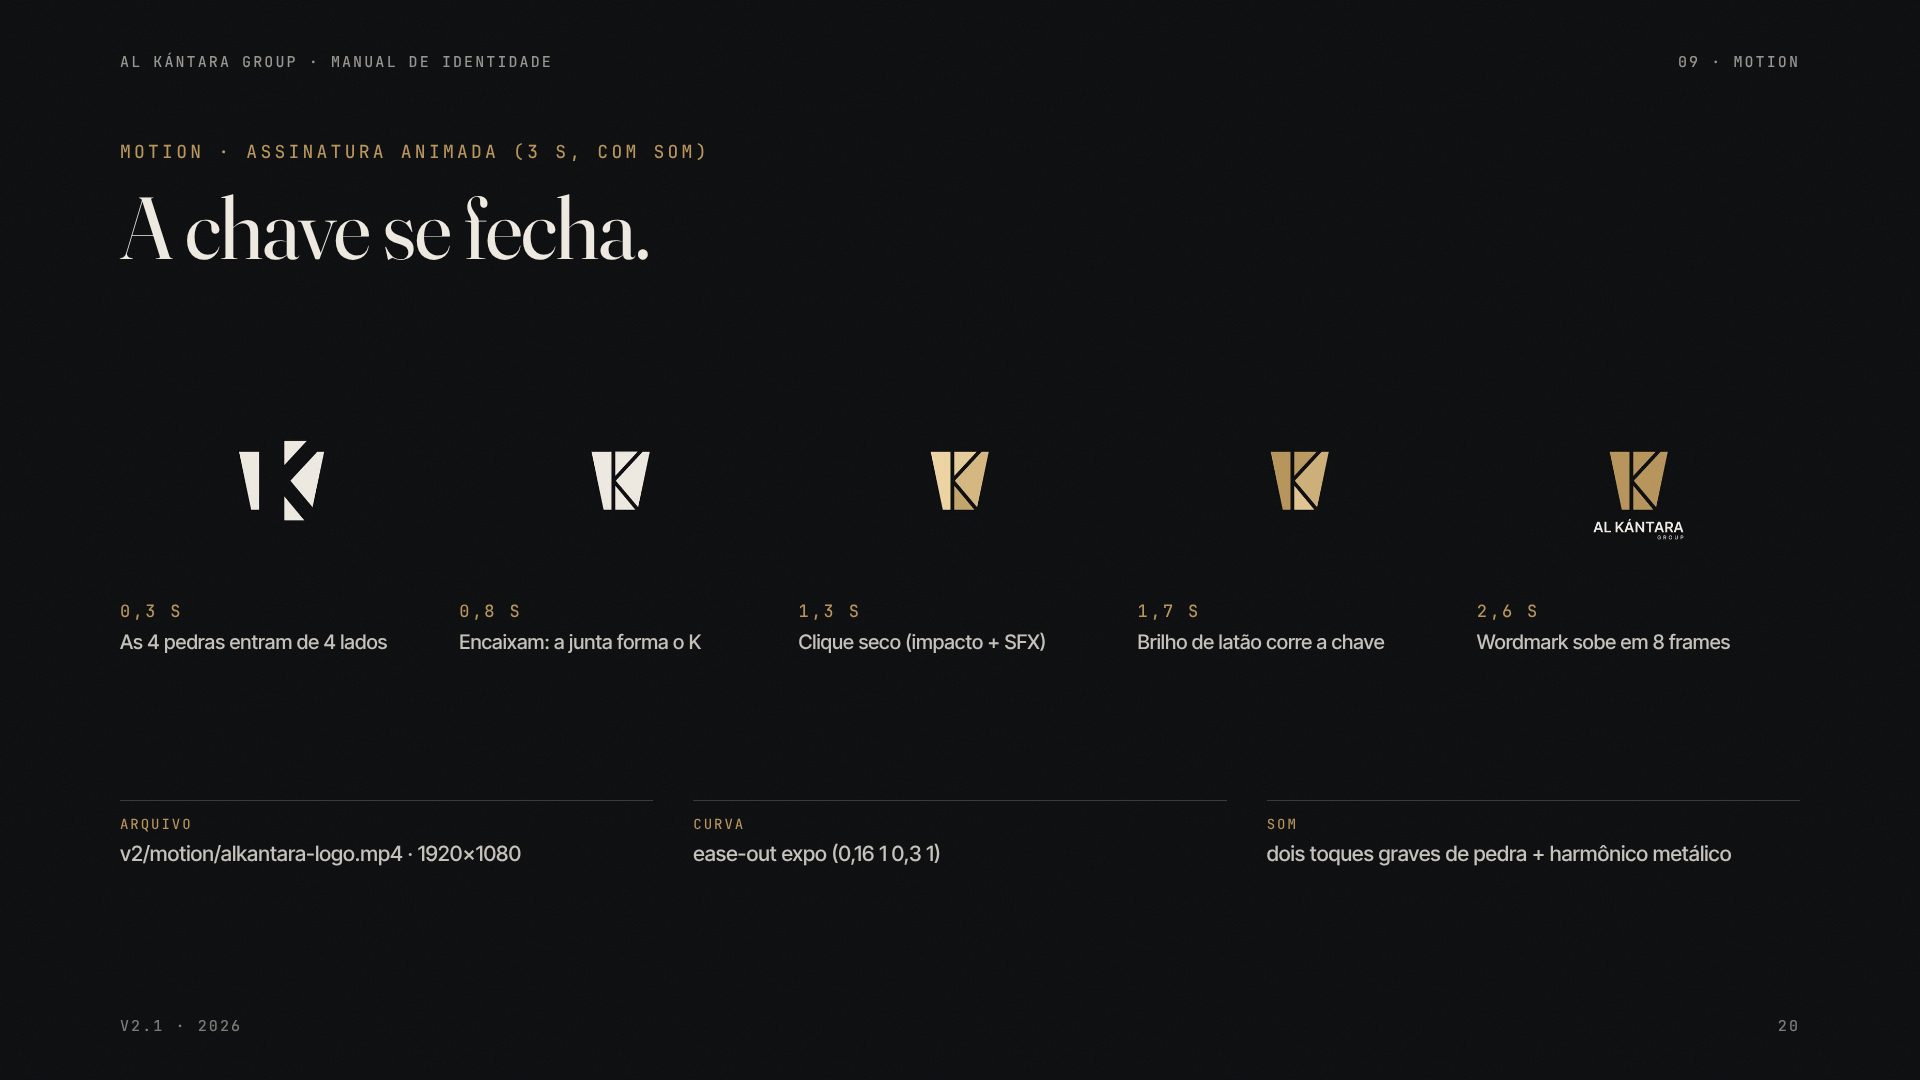 AL KÁNTARA GROUP · MANUAL DE IDENTIDADE
09 · MOTION
MOTION · ASSINATURA ANIMADA (3 S, COM SOM)
A chave se fecha.
AL KÁNTARA
GROUP
0,3 S
As 4 pedras entram de 4 lados
0,8 S
Encaixam: a junta forma o K
1,3 S
Clique seco (impacto + SFX)
1,7 S
Brilho de latão corre a chave
2,6 S
Wordmark sobe em 8 frames
ARQUIVO
v2/motion/alkantara-logo.mp4 · 1920×1080
CURVA
ease-out expo (0,16 1 0,3 1)
SOM
dois toques graves de pedra + harmônico metálico
V2.1 · 2026
20